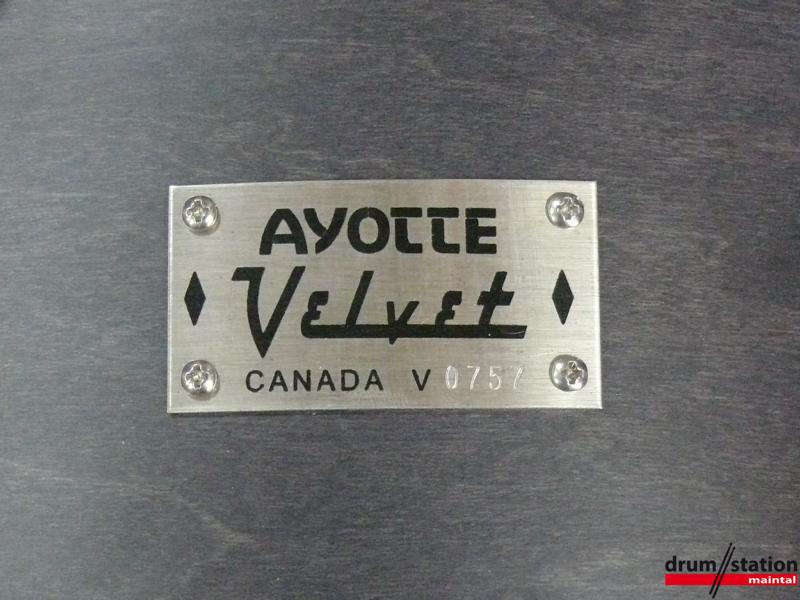 AYOTTE
Velvet
CANADA V 0757
drum//station
maintal